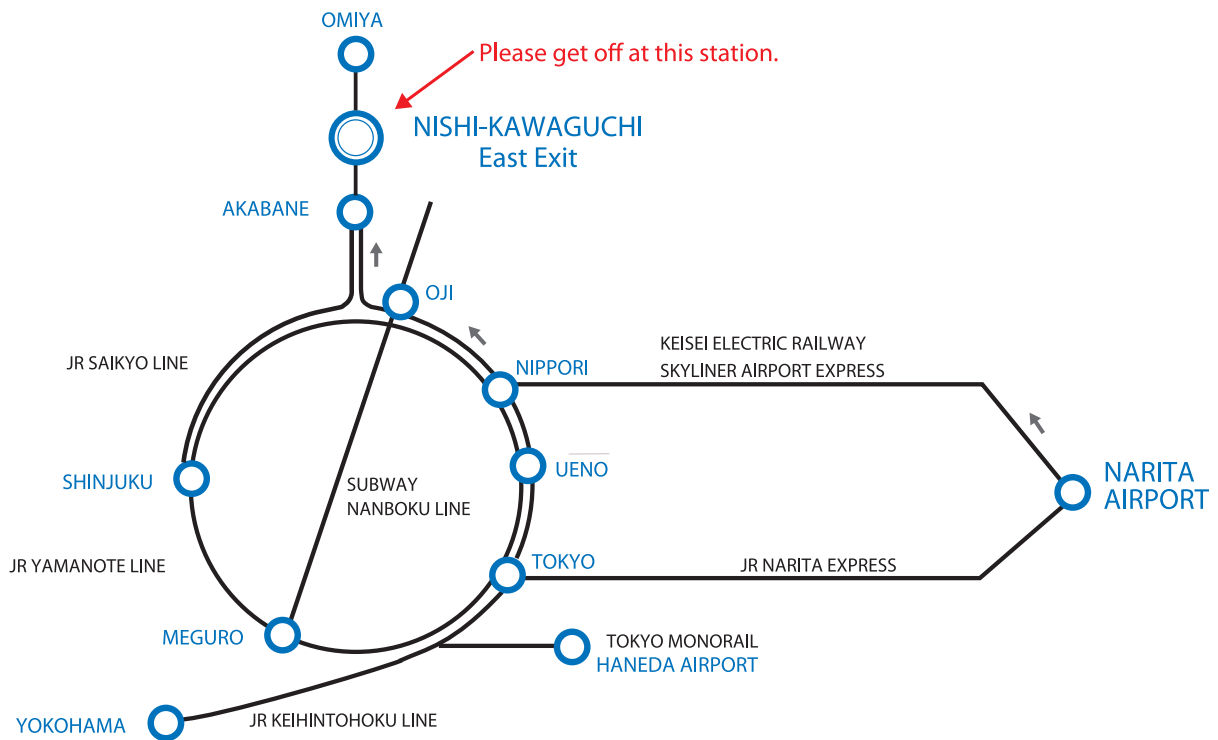 OMIYA
Please get off at this station.
NISHI-KAWAGUCHI
East Exit
AKABANE
OJI
JR SAIKYO LINE
NIPPORI
KEISEI ELECTRIC RAILWAY
SKYLINER AIRPORT EXPRESS
SHINJUKU
SUBWAY
NANBOKU LINE
UENO
NARITA
AIRPORT
JR YAMANOTE LINE
TOKYO
JR NARITA EXPRESS
MEGURO
TOKYO MONORAIL
HANEDA AIRPORT
YOKOHAMA
JR KEIHINTOHOKU LINE